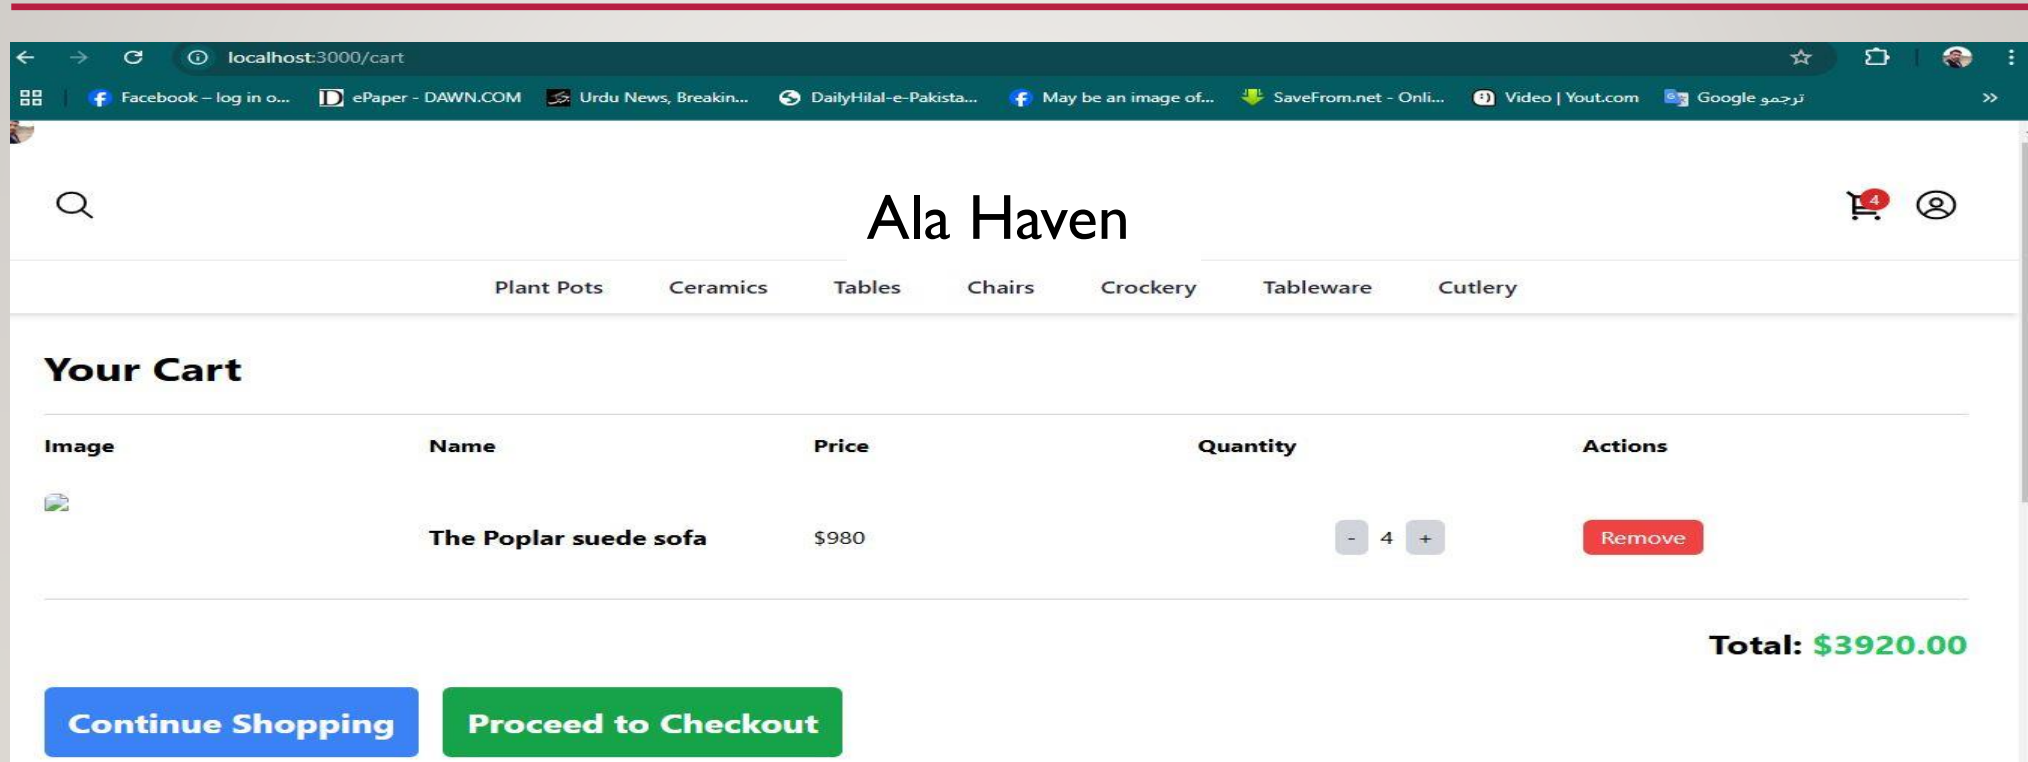 localhost:3000/cart
Facebook – log in o... ePaper - DAWN.COM Urdu News, Breakin... DailyHilal-e-Pakista... May be an image of... SaveFrom.net - Onli... Video | Yout.com Google ترجمو »
Ala Haven
4
Plant Pots Ceramics Tables Chairs Crockery Tableware Cutlery
Your Cart
Image Name Price Quantity Actions
The Poplar suede sofa $980 - 4 + Remove
Total: $3920.00
Continue Shopping Proceed to Checkout